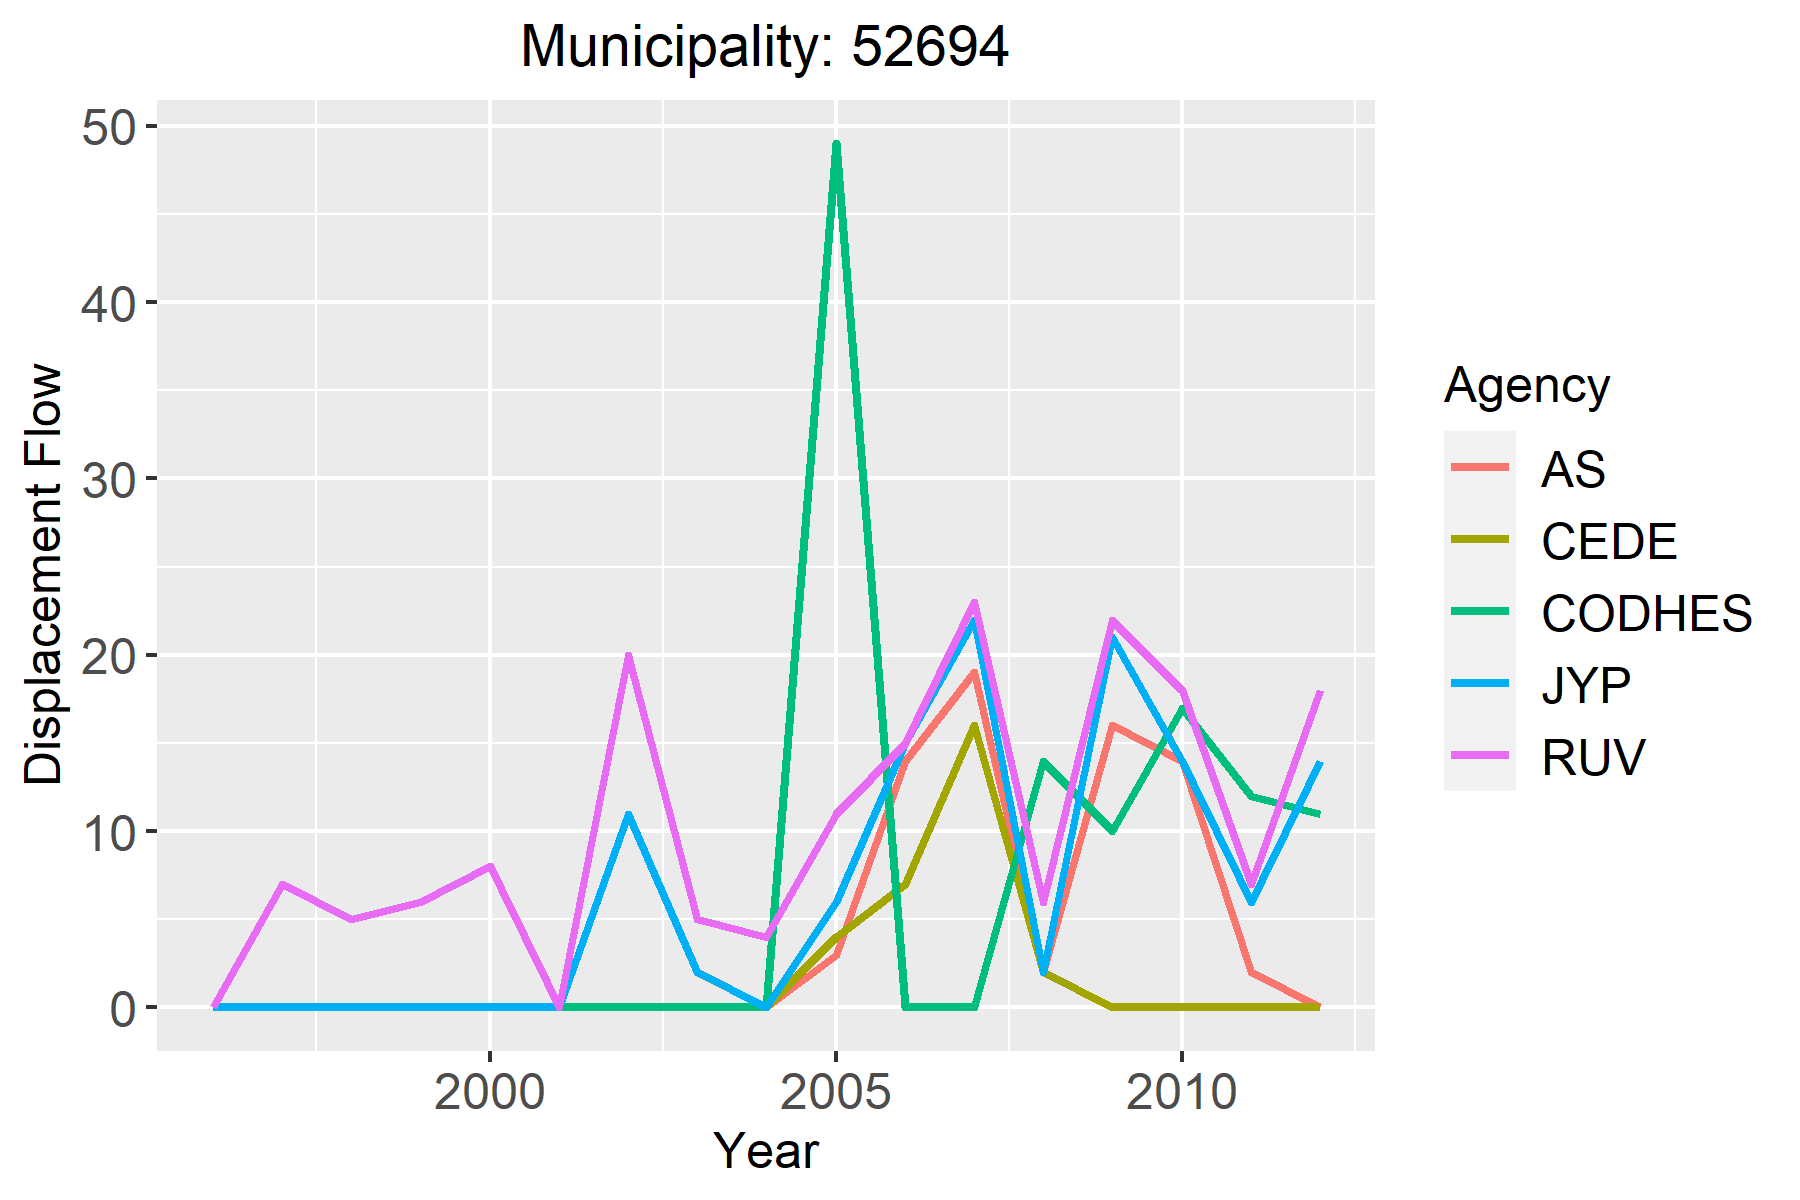 Municipality: 52694
50
40
30
20
10
0
Displacement Flow
2000 2005 2010
Year
Agency
AS
CEDE
CODHES
JYP
RUV